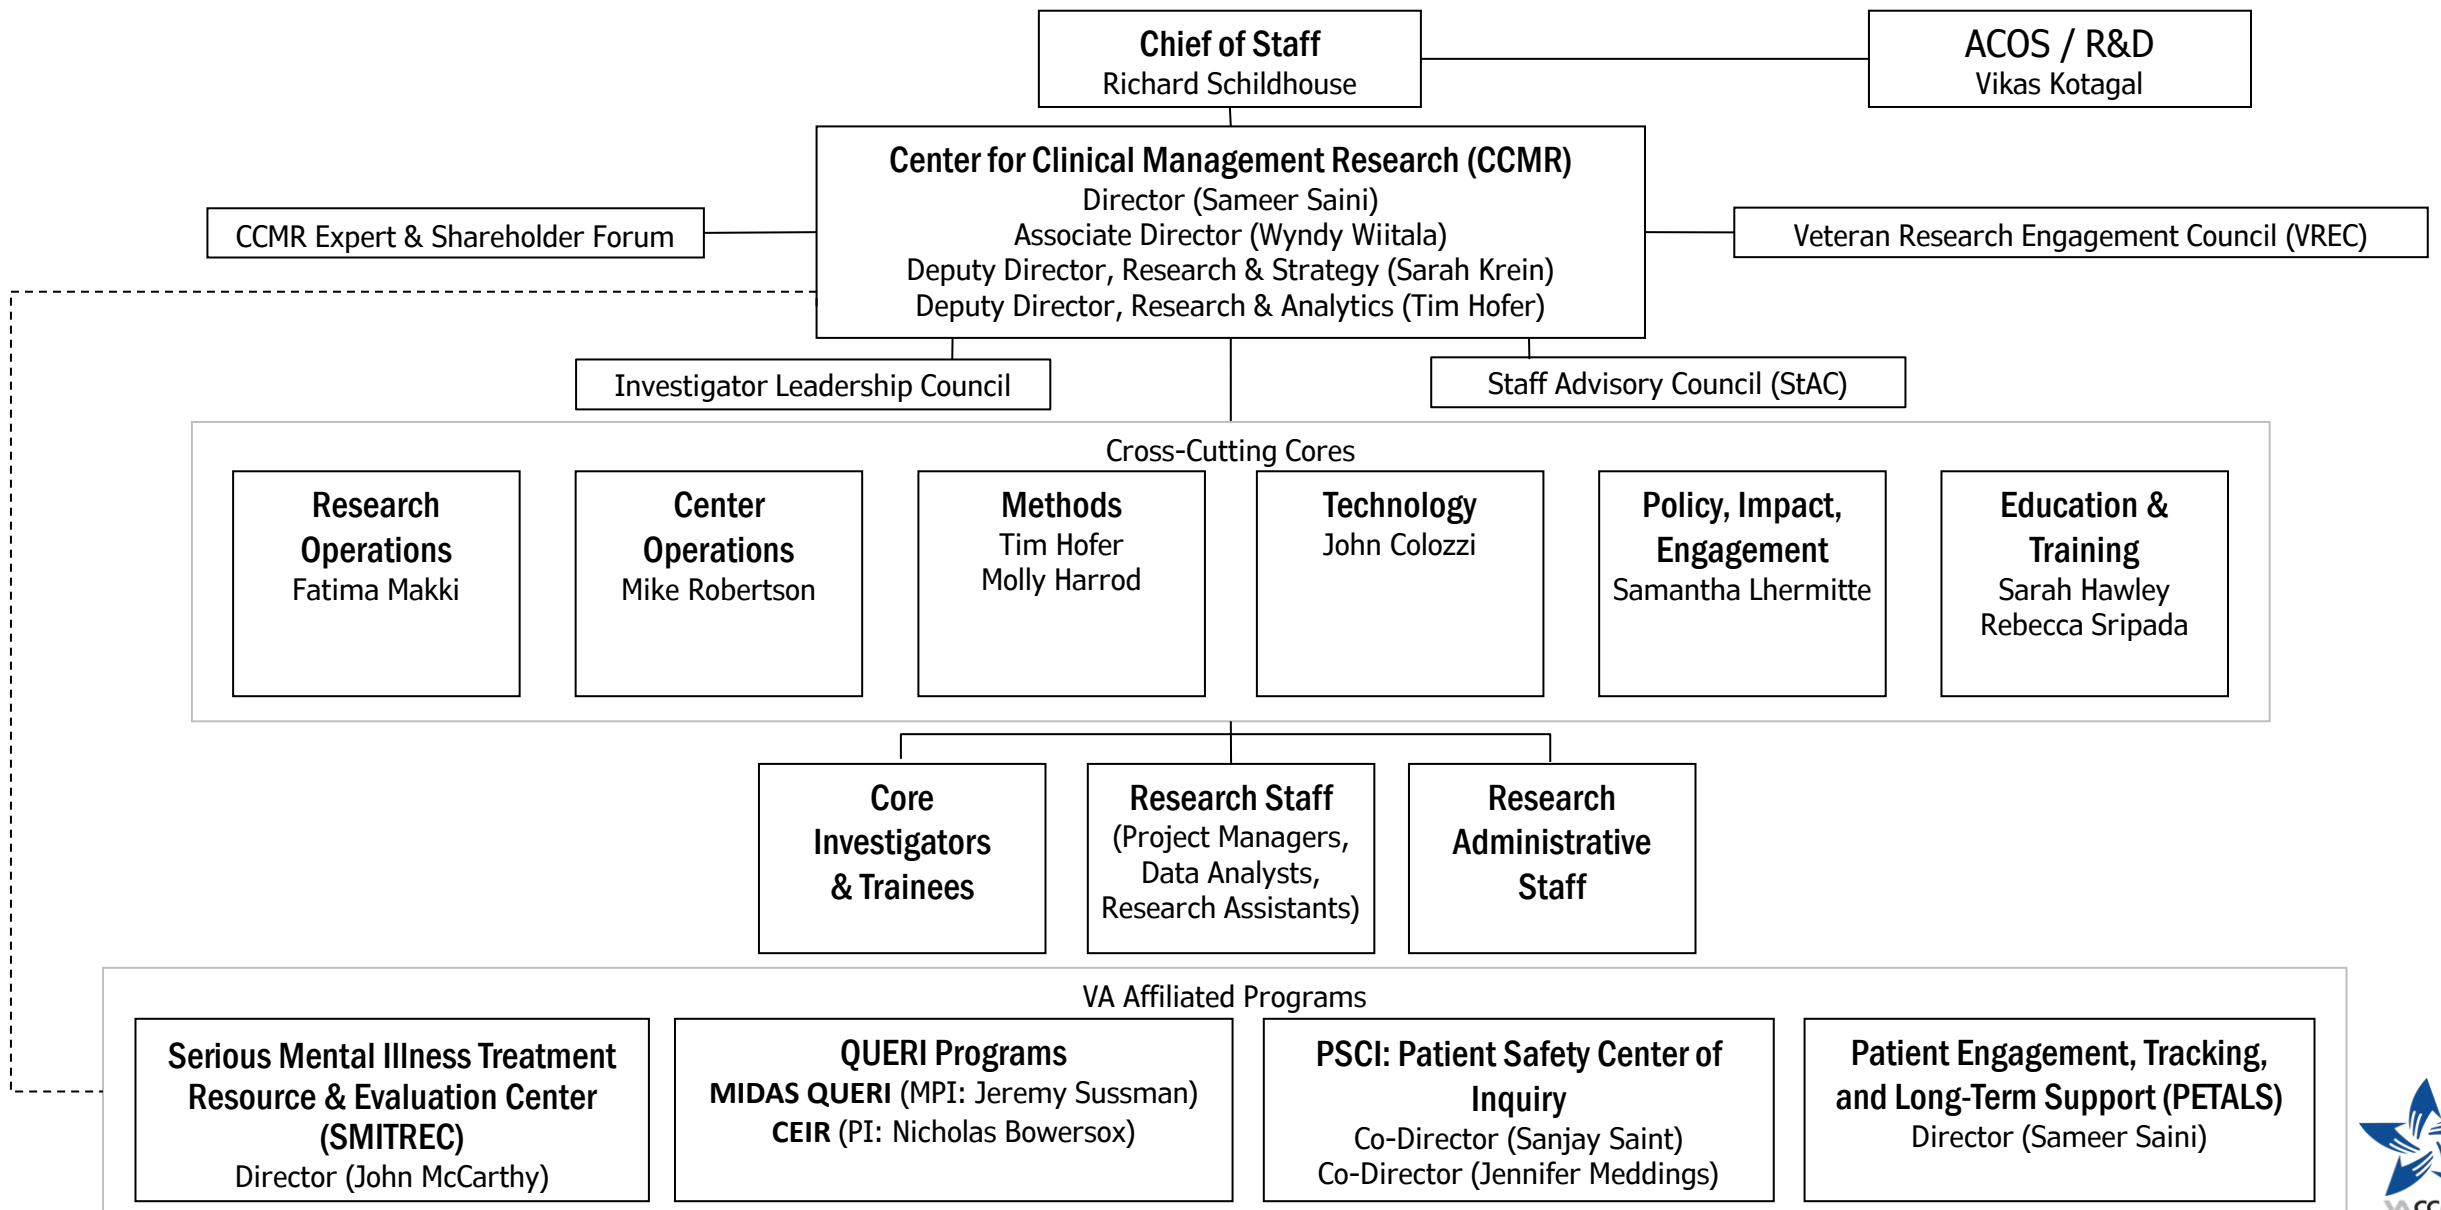 Chief of Staff
Richard Schildhouse
ACOS / R&D
Vikas Kotagal
Center for Clinical Management Research (CCMR)
Director (Sameer Saini)
Associate Director (Wyndy Wiitala)
Deputy Director, Research & Strategy (Sarah Krein)
Deputy Director, Research & Analytics (Tim Hofer)
CCMR Expert & Shareholder Forum
Veteran Research Engagement Council (VREC)
Investigator Leadership Council
Staff Advisory Council (StAC)
Cross-Cutting Cores
Research
Operations
Fatima Makki
Center
Operations
Mike Robertson
Methods
Tim Hofer
Molly Harrod
Technology
John Colozzi
Policy, Impact,
Engagement
Samantha Lhermitte
Education &
Training
Sarah Hawley
Rebecca Sripada
Core
Investigators
& Trainees
Research Staff
(Project Managers,
Data Analysts,
Research Assistants)
Research
Administrative
Staff
VA Affiliated Programs
Serious Mental Illness Treatment
Resource & Evaluation Center
(SMITREC)
Director (John McCarthy)
QUERI Programs
MIDAS QUERI (MPI: Jeremy Sussman)
CEIR (PI: Nicholas Bowersox)
PSCI: Patient Safety Center of
Inquiry
Co-Director (Sanjay Saint)
Co-Director (Jennifer Meddings)
Patient Engagement, Tracking,
and Long-Term Support (PETALS)
Director (Sameer Saini)